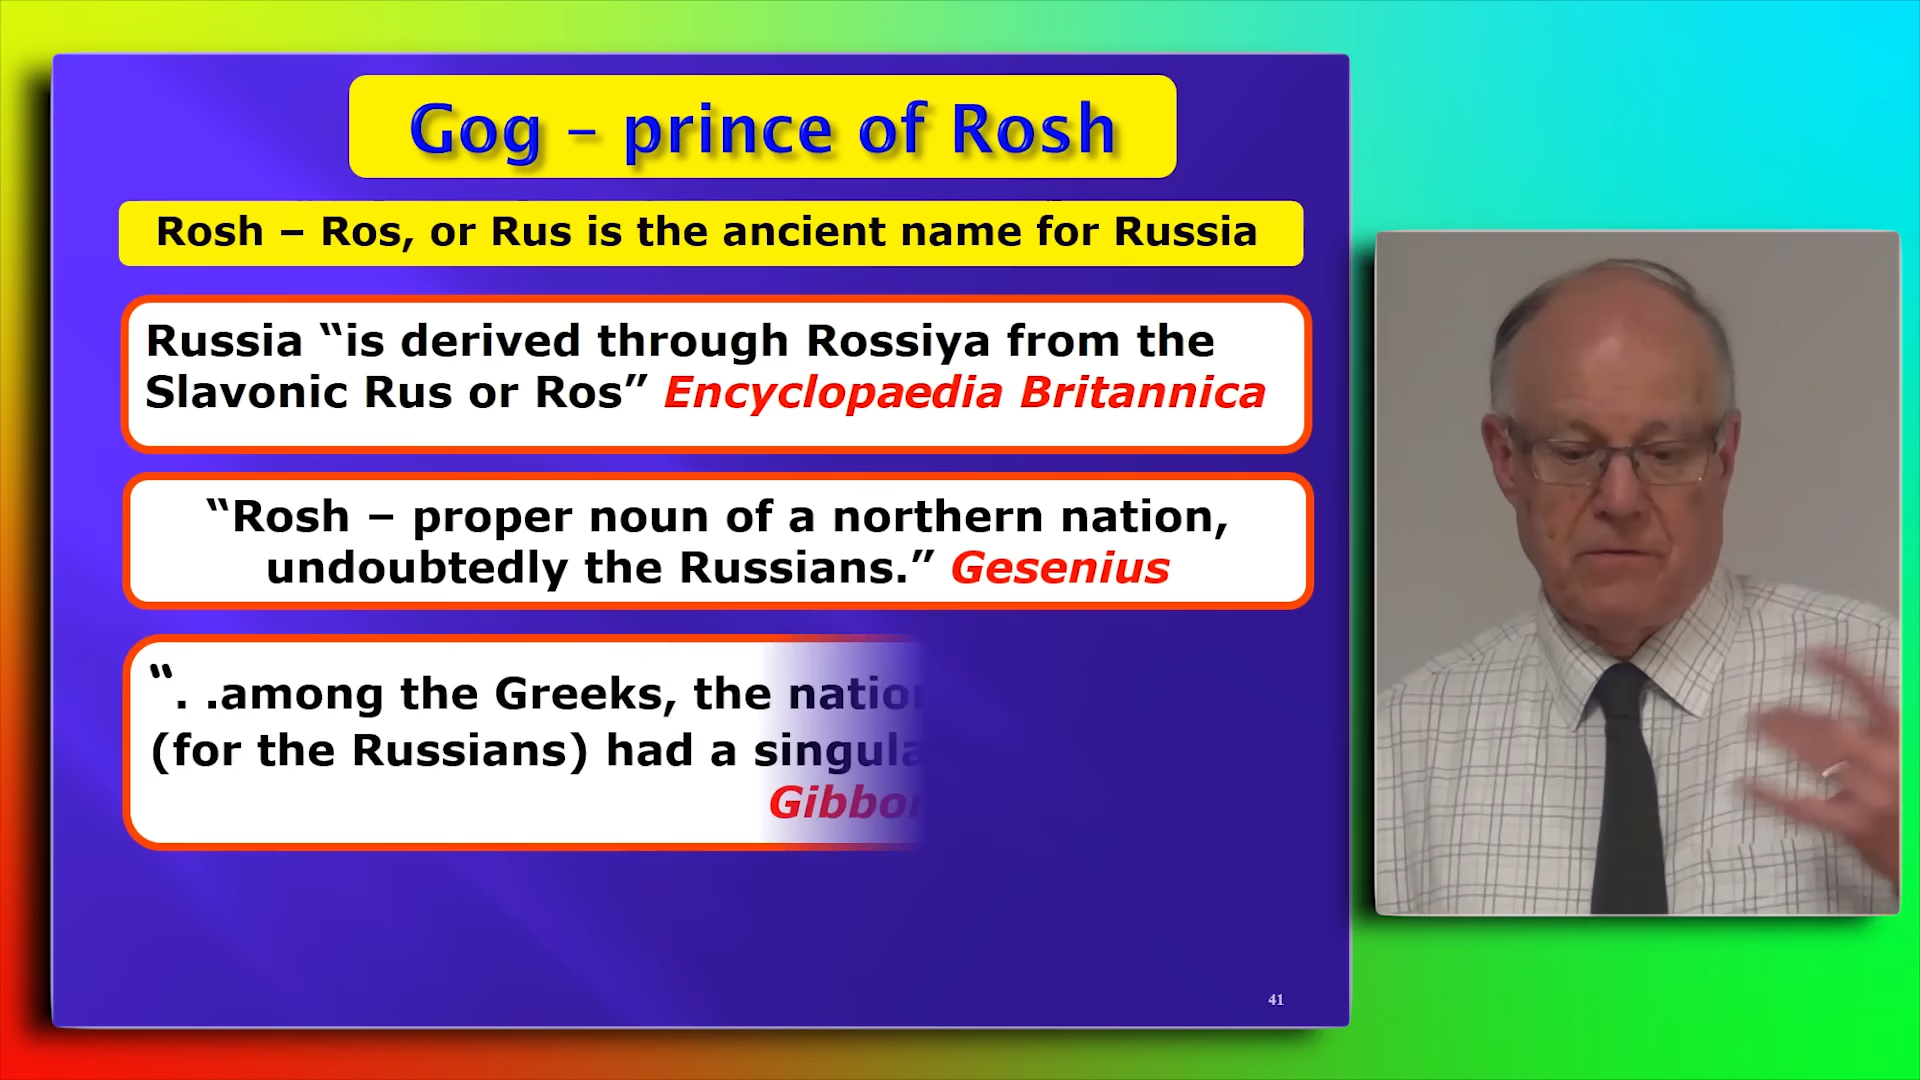 Gog – prince of Rosh
Rosh – Ros, or Rus is the ancient name for Russia
Russia “is derived through Rossiya from the
Slavonic Rus or Ros” Encyclopaedia Britannica
“Rosh – proper noun of a northern nation,
undoubtedly the Russians.” Gesenius
“. .among the Greeks, the
(for the Russians) had a
41